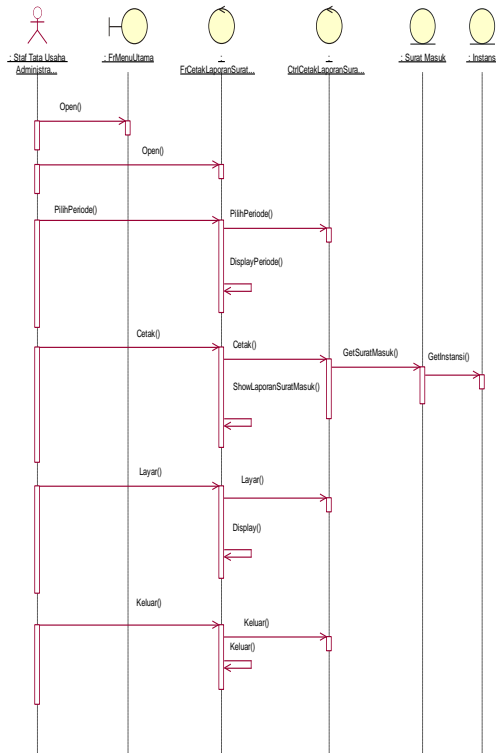 : Staf Tata Usaha
Administra...
: FrMenuUtama
:
FrCetakLaporanSurat...
:
CtrlCetakLaporanSura...
: Surat Masuk
: Instans
Open()
Open()
PilihPeriode()
PilihPeriode()
DisplayPeriode()
Cetak()
Cetak()
GetSuratMasuk()
GetInstansi()
ShowLaporanSuratMasuk()
Layar()
Layar()
Display()
Keluar()
Keluar()
Keluar()